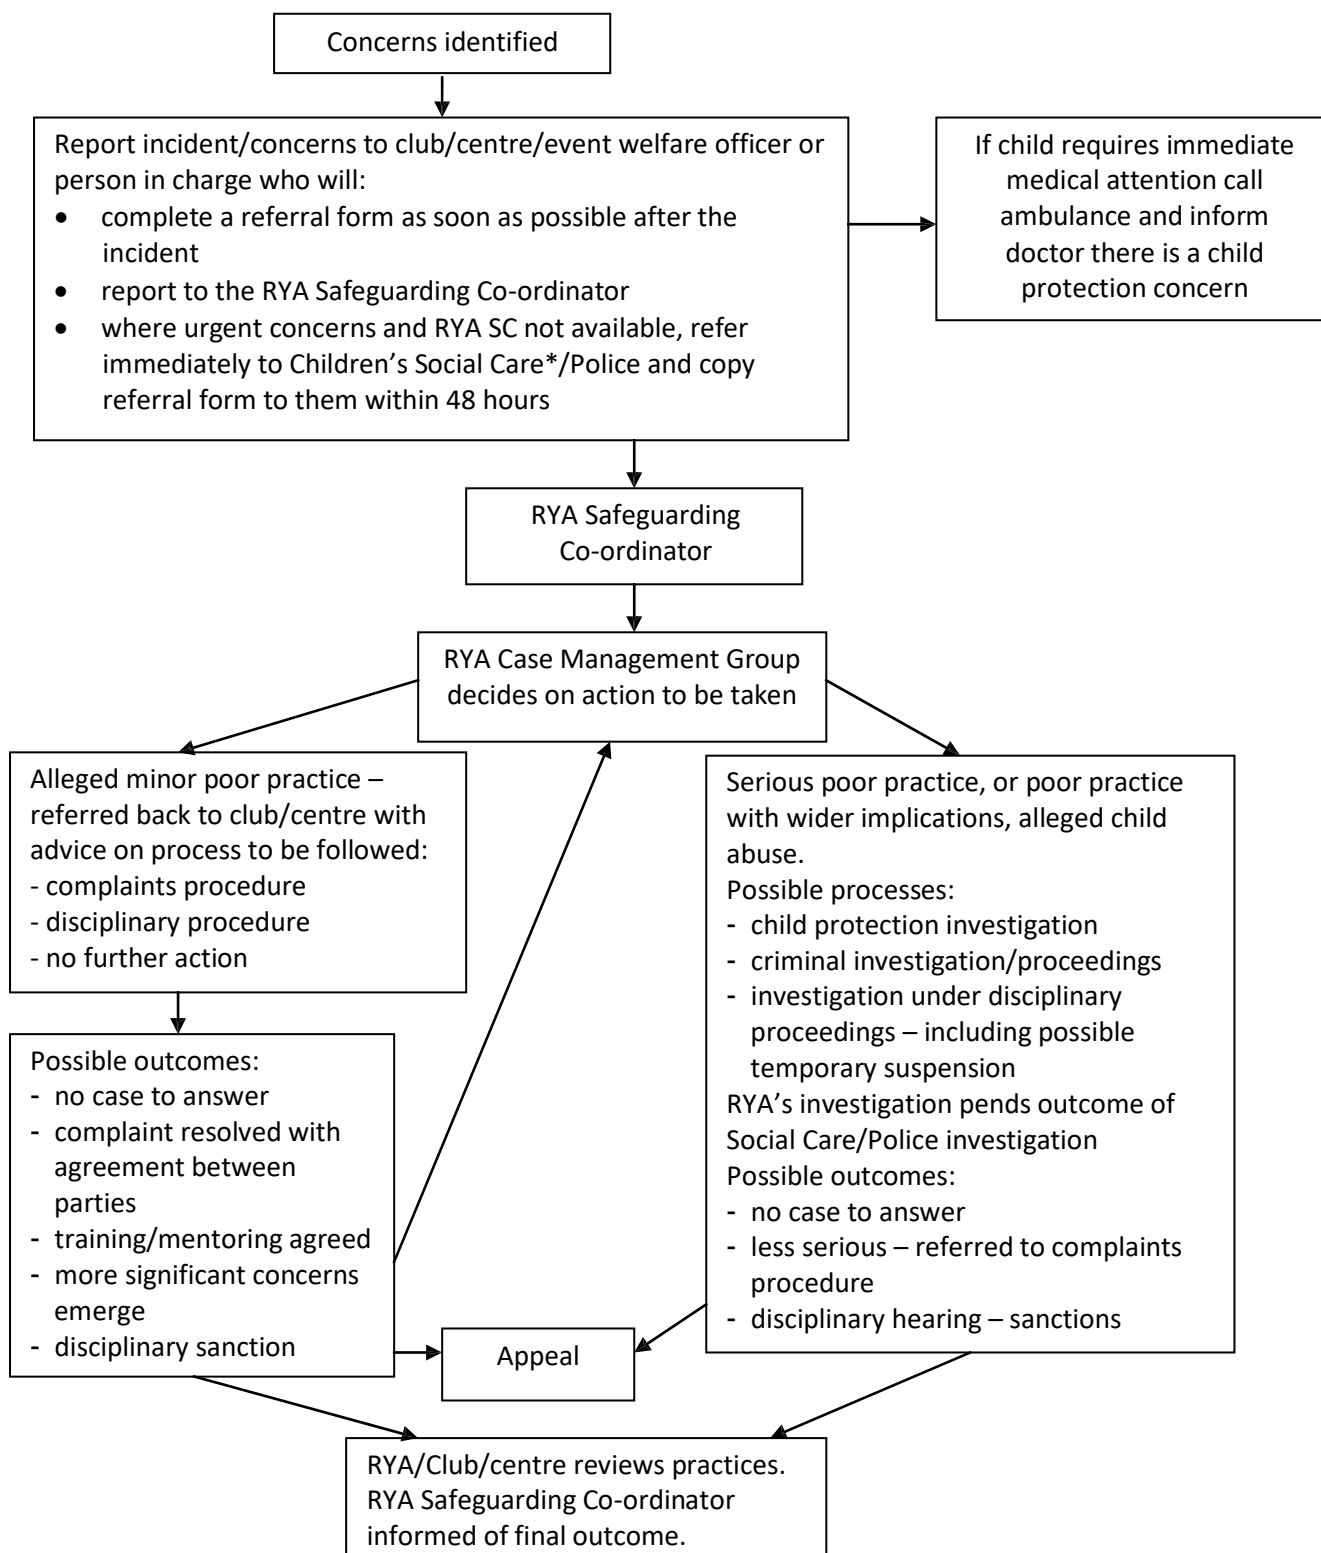 Concerns identified
Report incident/concerns to club/centre/event welfare officer or
person in charge who will:
• complete a referral form as soon as possible after the
incident
• report to the RYA Safeguarding Co-ordinator
• where urgent concerns and RYA SC not available, refer
immediately to Children’s Social Care*/Police and copy
referral form to them within 48 hours
If child requires immediate
medical attention call
ambulance and inform
doctor there is a child
protection concern
RYA Safeguarding
Co-ordinator
RYA Case Management Group
decides on action to be taken
Alleged minor poor practice –
referred back to club/centre with
advice on process to be followed:
- complaints procedure
- disciplinary procedure
- no further action
Serious poor practice, or poor practice
with wider implications, alleged child
abuse.
Possible processes:
- child protection investigation
- criminal investigation/proceedings
- investigation under disciplinary
proceedings – including possible
temporary suspension
RYA’s investigation pends outcome of
Social Care/Police investigation
Possible outcomes:
- no case to answer
- less serious – referred to complaints
procedure
- disciplinary hearing – sanctions
Possible outcomes:
- no case to answer
- complaint resolved with
agreement between
parties
- training/mentoring agreed
- more significant concerns
emerge
- disciplinary sanction
Appeal
RYA/Club/centre reviews practices.
RYA Safeguarding Co-ordinator
informed of final outcome.